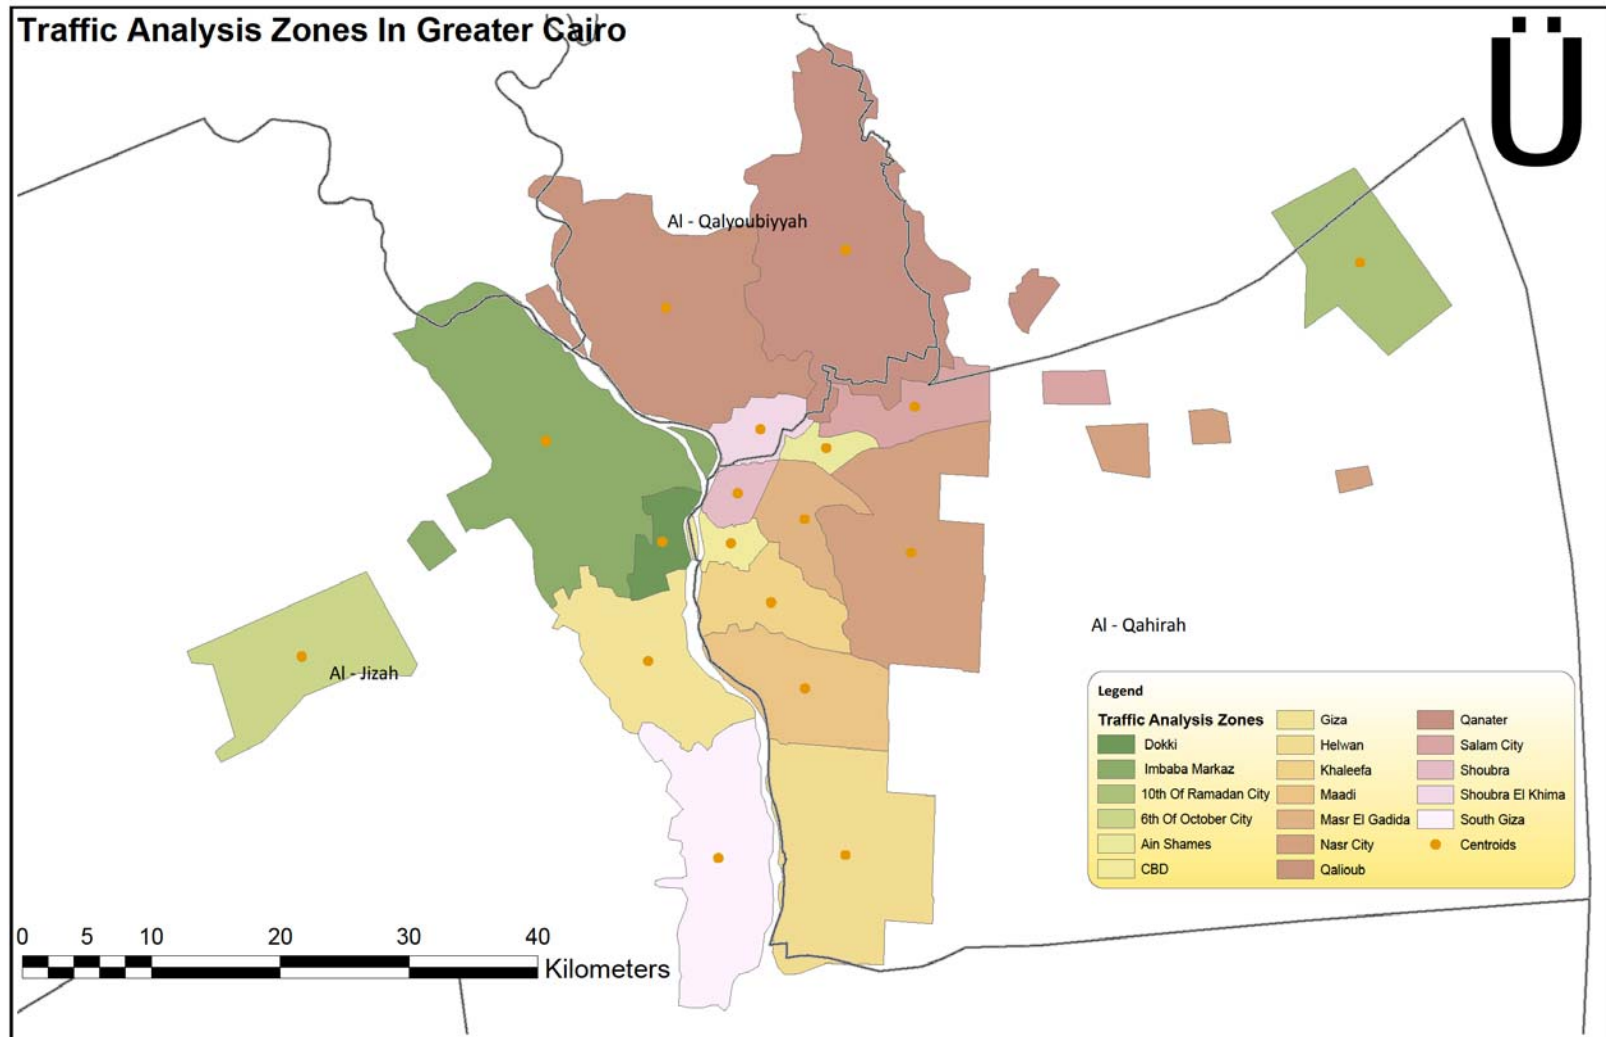 Traffic Analysis Zones In Greater Cairo
Ü
Al - Qalyoubiyyah
Al - Qahirah
Al - Jizah
Legend
Traffic Analysis Zones
Dokki
Imbaba Markaz
10th Of Ramadan City
6th Of October City
Ain Shames
CBD
Giza
Helwan
Khaleefa
Maadi
Masr El Gadida
Nasr City
Qalioub
Qanater
Salam City
Shoubra
Shoubra El Khima
South Giza
Centroids
0 5 10 20 30 40
Kilometers